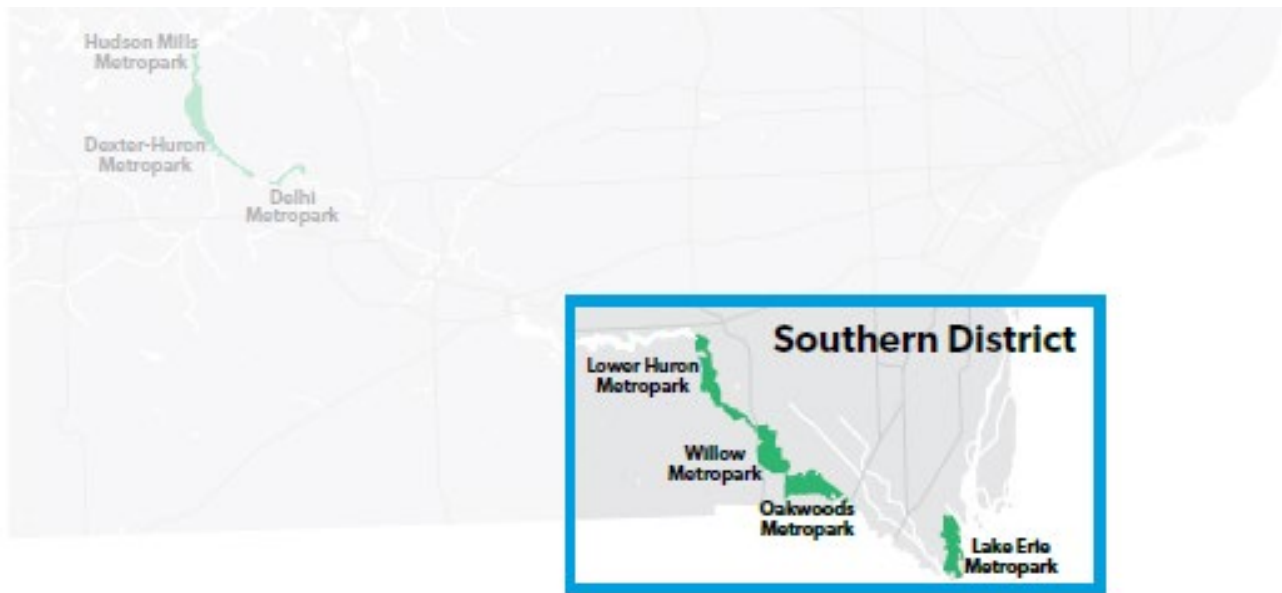 Hudson Mills
Metropark
Dexter-Huron
Metropark
Delhi
Metropark
Southern District
Lower Huron
Metropark
Willow
Metropark
Oakwoods
Metropark
Lake Erie
Metropark